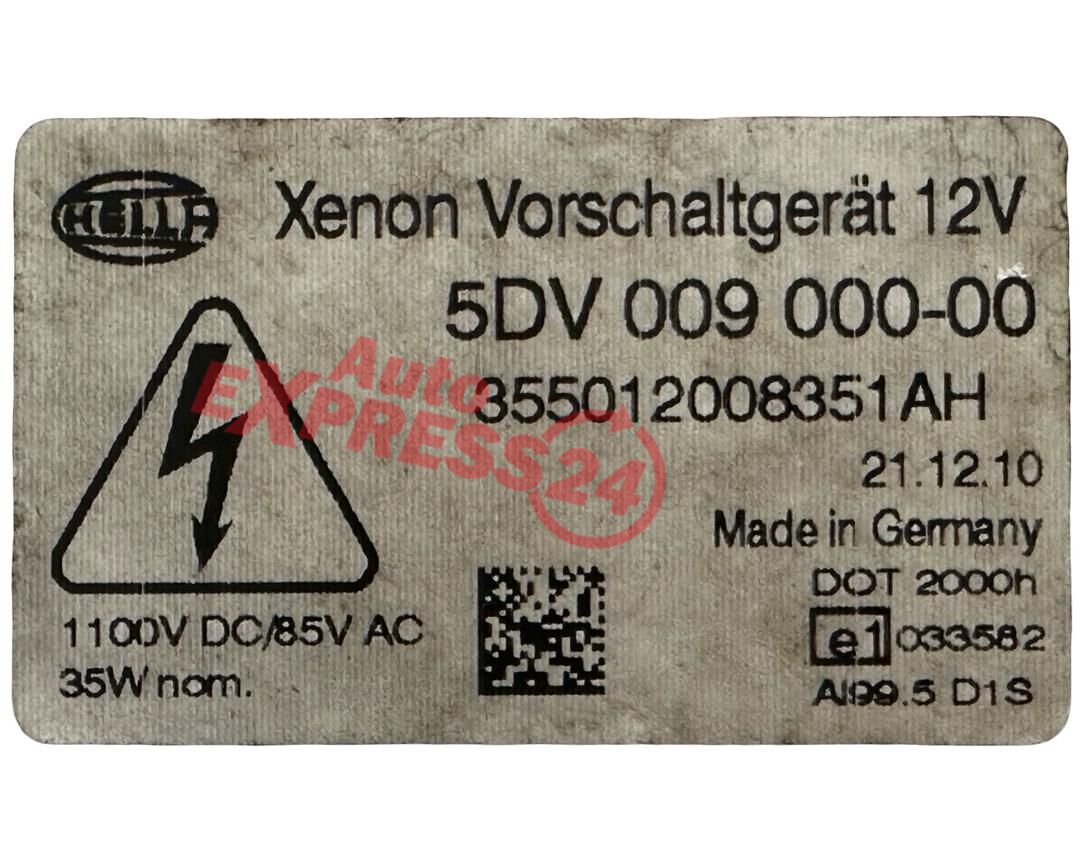 HELLA
Xenon Vorschaltgerät 12V
5DV 009 000-00
355012008351AH
21.12.10
Made in Germany
DOT 2000h
e1 033582
Al99.5 D1S
1100V DC/85V AC
35W nom.
Auto
EXPRESS24